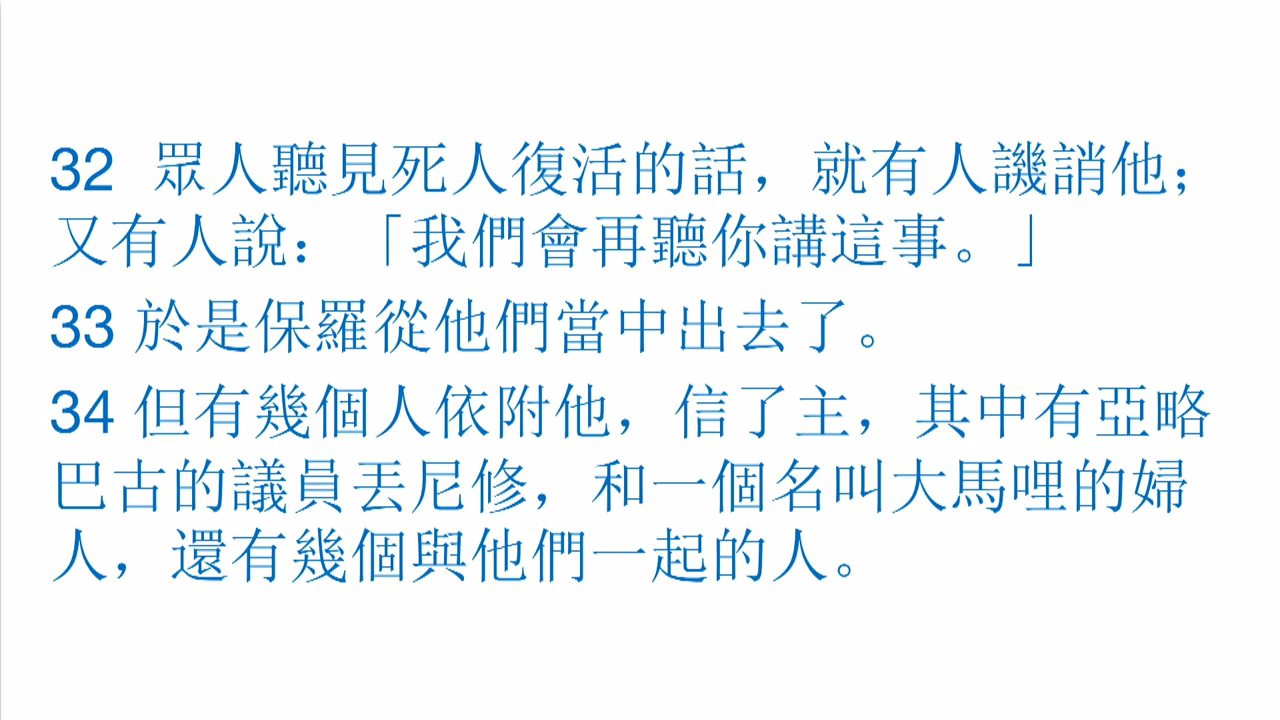 32  眾人聽見死人復活的話，就有人譏誚他；
又有人說：「我們會再聽你講這事。」
33 於是保羅從他們當中出去了。
34 但有幾個人依附他，信了主，其中有亞略
巴古的議員丟尼修，和一個名叫大馬哩的婦
人，還有幾個與他們一起的人。